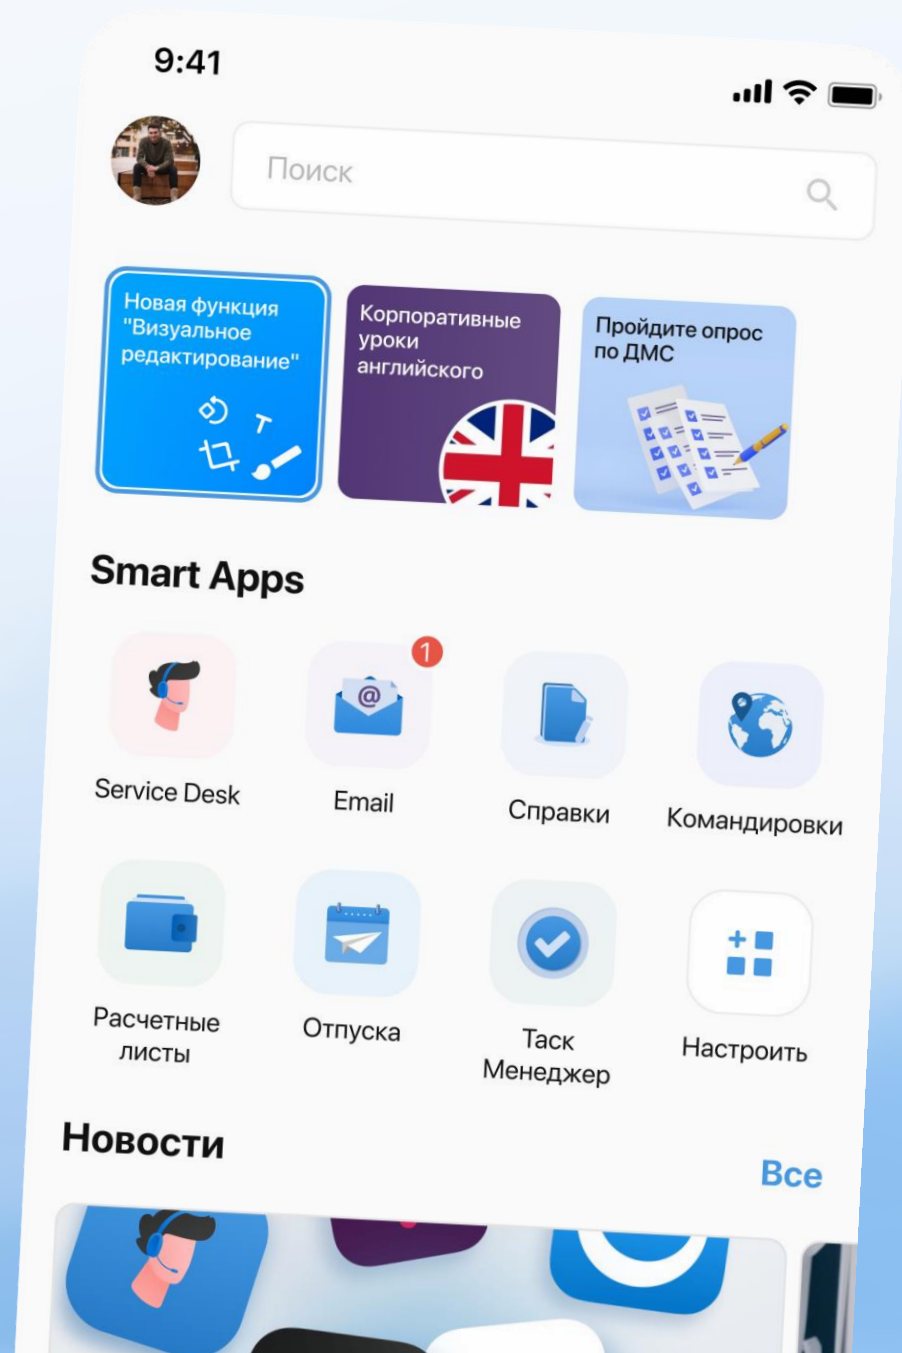 9:41
Поиск
Новая функция
"Визуальное
редактирование"
T
Корпоративные
уроки
английского
Пройдите опрос
по ДМС
Smart Apps
1
@
Service Desk
Email
Справки
Командировки
Расчетные
листы
Отпуска
Таск
Менеджер
Настроить
Новости
Все